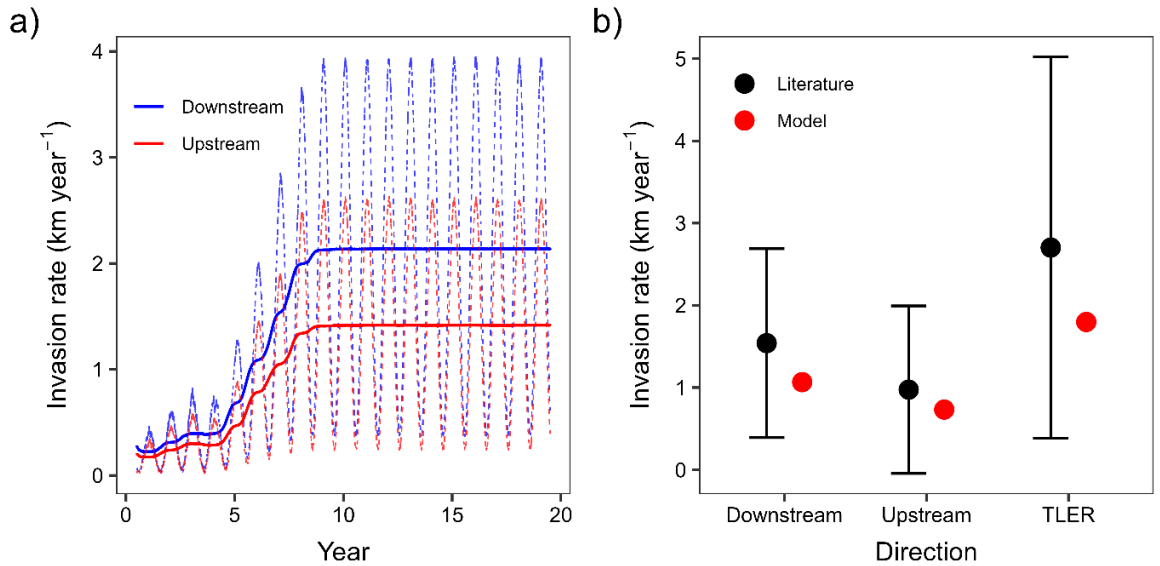 a)
Invasion rate (km year⁻¹)
4
3
2
1
0
Downstream
Upstream
0 5 10 15 20
Year
b)
Invasion rate (km year⁻¹)
5
4
3
2
1
0
Literature
Model
Downstream Upstream TLER
Direction